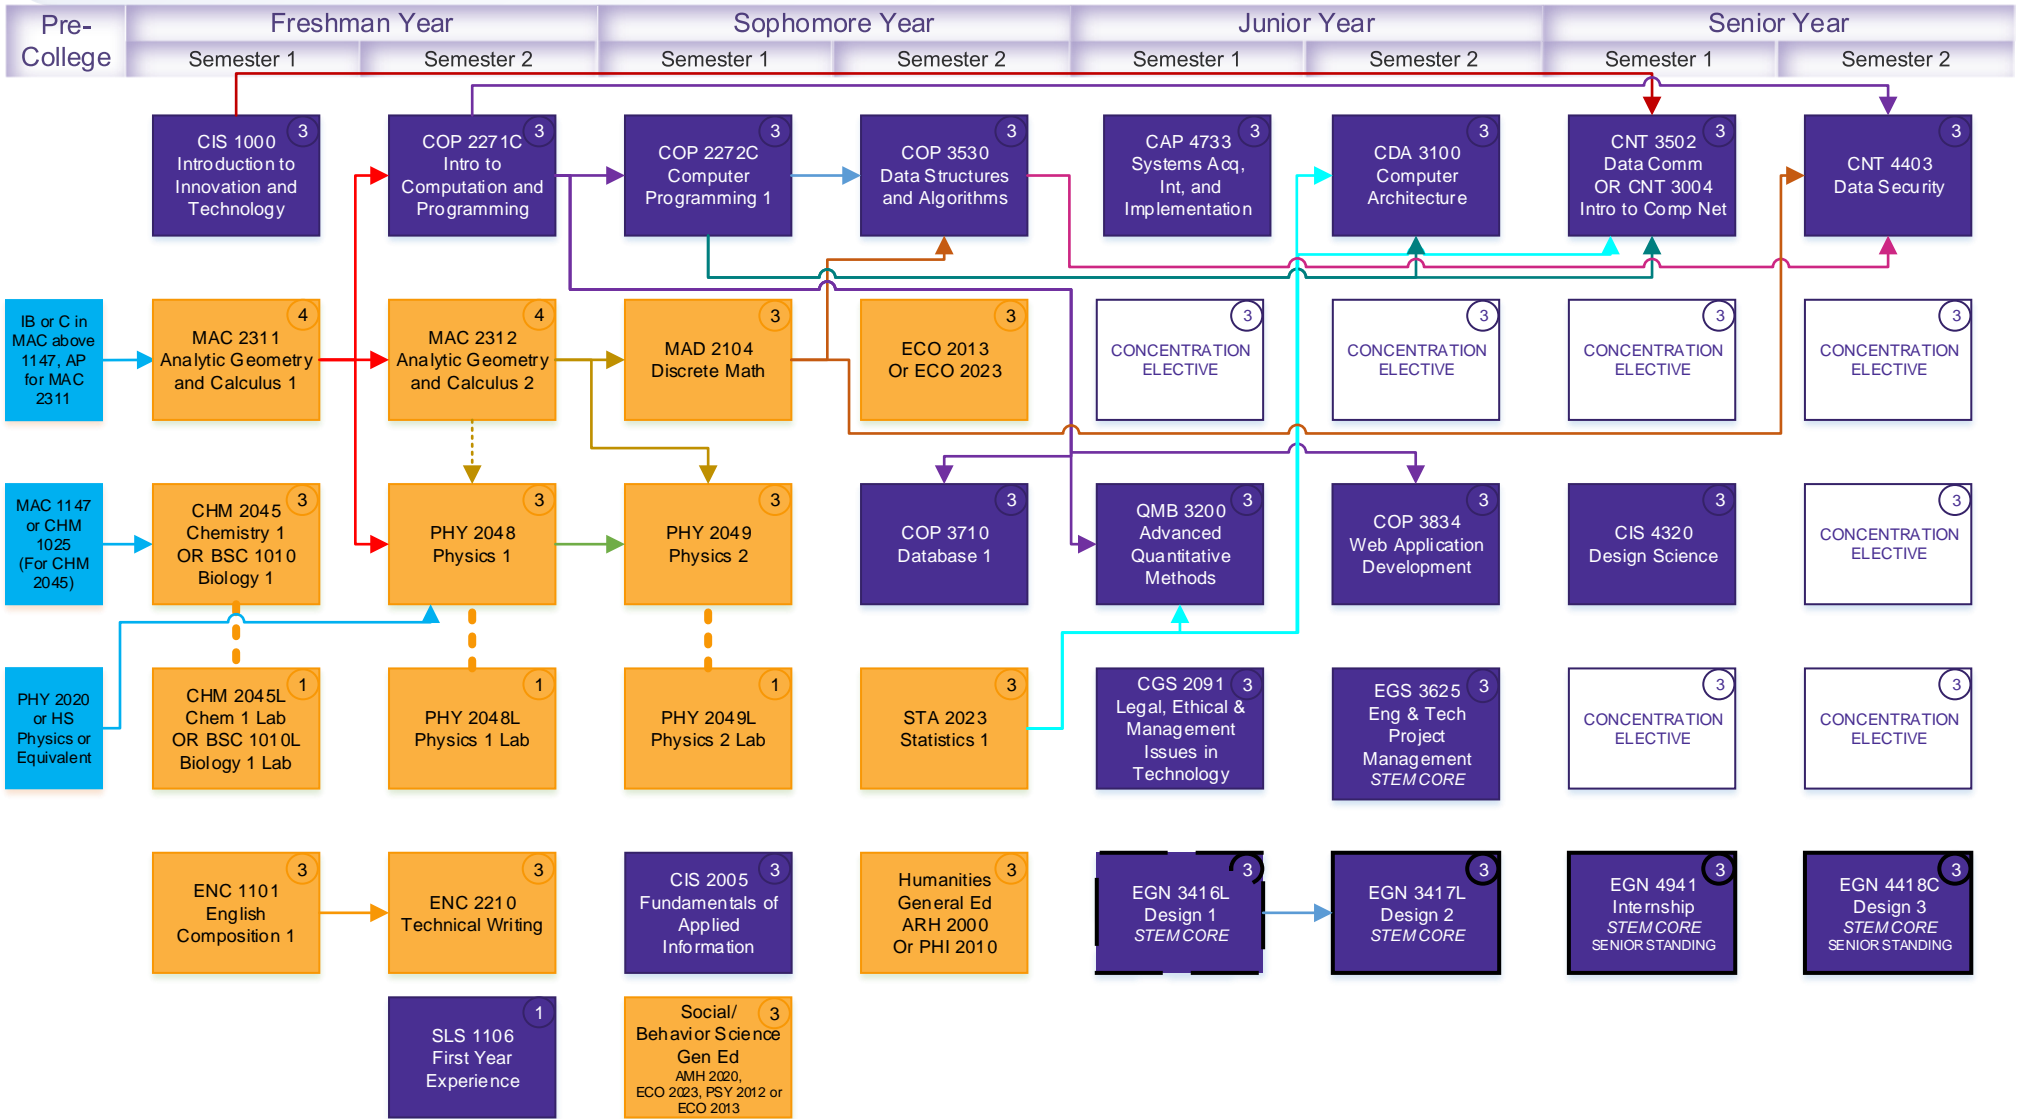 Pre-
College
Freshman Year
Sophomore Year
Junior Year
Senior Year
Semester 1
Semester 2
Semester 1
Semester 2
Semester 1
Semester 2
Semester 1
Semester 2
3
CIS 1000
Introduction to
Innovation and
Technology
3
COP 2271C
Intro to
Computation and
Programming
3
COP 2272C
Computer
Programming 1
3
COP 3530
Data Structures
and Algorithms
3
CAP 4733
Systems Acq,
Int, and
Implementation
3
CDA 3100
Computer
Architecture
3
CNT 3502
Data Comm
OR CNT 3004
Intro to Comp Net
3
CNT 4403
Data Security
IB or C in
MAC above
1147, AP
for MAC
2311
4
MAC 2311
Analytic Geometry
and Calculus 1
4
MAC 2312
Analytic Geometry
and Calculus 2
3
MAD 2104
Discrete Math
3
ECO 2013
Or ECO 2023
3
CONCENTRATION
ELECTIVE
3
CONCENTRATION
ELECTIVE
3
CONCENTRATION
ELECTIVE
3
CONCENTRATION
ELECTIVE
MAC 1147
or CHM
1025
(For CHM
2045)
3
CHM 2045
Chemistry 1
OR BSC 1010
Biology 1
3
PHY 2048
Physics 1
3
PHY 2049
Physics 2
3
COP 3710
Database 1
3
QMB 3200
Advanced
Quantitative
Methods
3
COP 3834
Web Application
Development
3
CIS 4320
Design Science
3
CONCENTRATION
ELECTIVE
PHY 2020
or HS
Physics or
Equivalent
1
CHM 2045L
Chem 1 Lab
OR BSC 1010L
Biology 1 Lab
1
PHY 2048L
Physics 1 Lab
1
PHY 2049L
Physics 2 Lab
3
STA 2023
Statistics 1
3
CGS 2091
Legal, Ethical &
Management
Issues in
Technology
3
EGS 3625
Eng & Tech
Project
Management
STEM CORE
3
CONCENTRATION
ELECTIVE
3
CONCENTRATION
ELECTIVE
3
ENC 1101
English
Composition 1
3
ENC 2210
Technical Writing
3
CIS 2005
Fundamentals of
Applied
Information
3
Humanities
General Ed
ARH 2000
Or PHI 2010
3
EGN 3416L
Design 1
STEM CORE
3
EGN 3417L
Design 2
STEM CORE
3
EGN 4941
Internship
STEM CORE
SENIOR STANDING
3
EGN 4418C
Design 3
STEM CORE
SENIOR STANDING
1
SLS 1106
First Year
Experience
3
Social/
Behavior Science
Gen Ed
AMH 2020,
ECO 2023, PSY 2012 or
ECO 2013